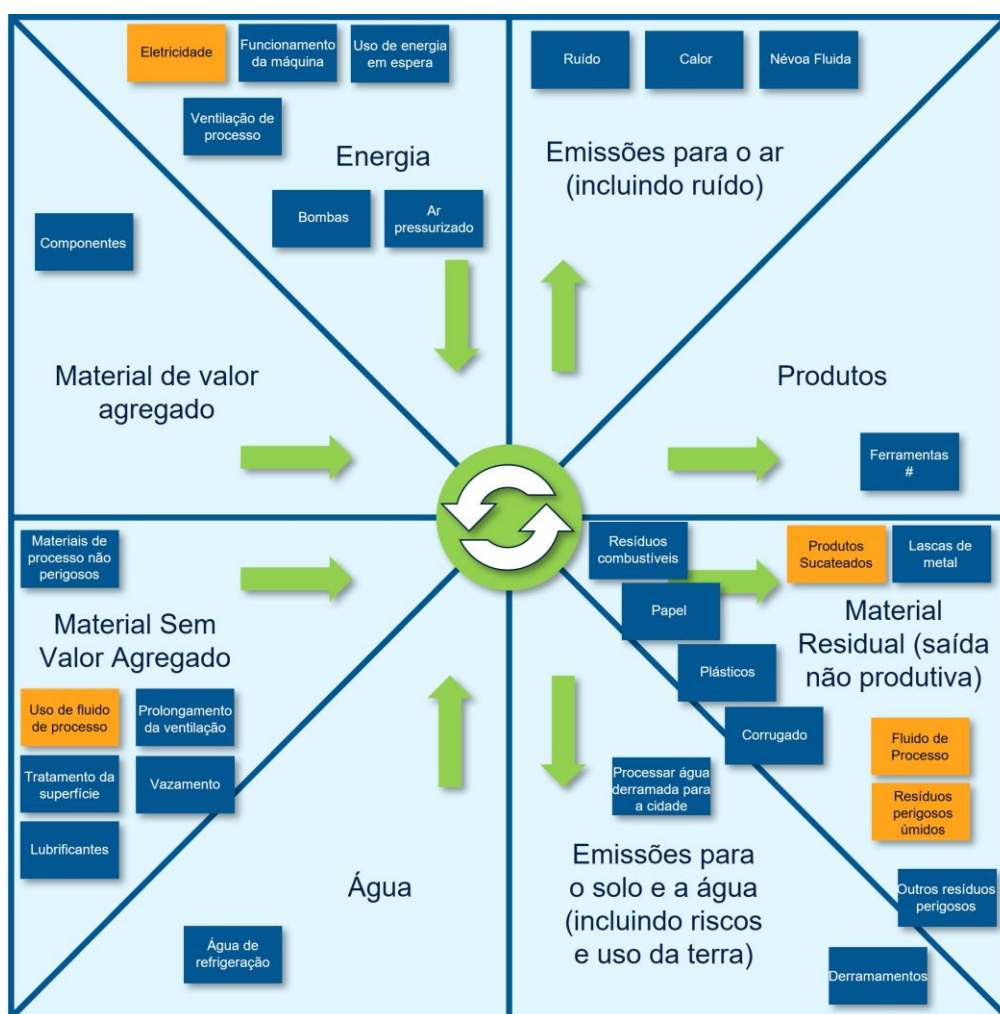 Eletricidade
Funcionamento
da máquina
Uso de energia
em espera
Ventilação de
processo
Energia
Bombas
Ar
pressurizado
Ruído
Calor
Névoa Fluida
Emissões para o ar
(incluindo ruído)
Componentes
Material de valor
agregado
Produtos
Ferramentas
#
Materiais de
processo não
perigosos
Material Sem
Valor Agregado
Uso de fluido
de processo
Prolongamento
da ventilação
Tratamento da
superfície
Vazamento
Lubrificantes
Água
Água de
refrigeração
Resíduos
combustíveis
Papel
Plásticos
Corrugado
Produtos
Sucateados
Lascas de
metal
Material
Residual (saída
não produtiva)
Fluido de
Processo
Resíduos
perigosos
úmidos
Outros resíduos
perigosos
Derramamentos
Processar água
derramada para
a cidade
Emissões para
o solo e a água
(incluindo riscos
e uso da terra)